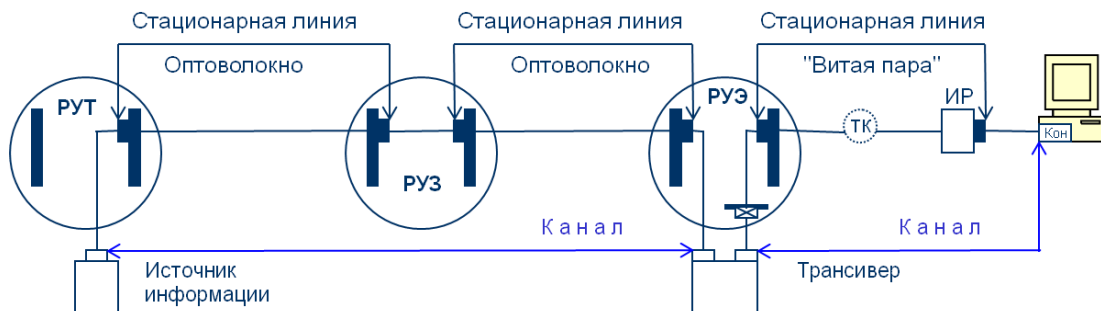 Стационарная линия
Стационарная линия
Стационарная линия
Оптоволокно
Оптоволокно
"Витая пара"
РУТ
РУЭ
ИР
ТК
Кон
РУЗ
Канал
Канал
Источник
информации
Трансивер